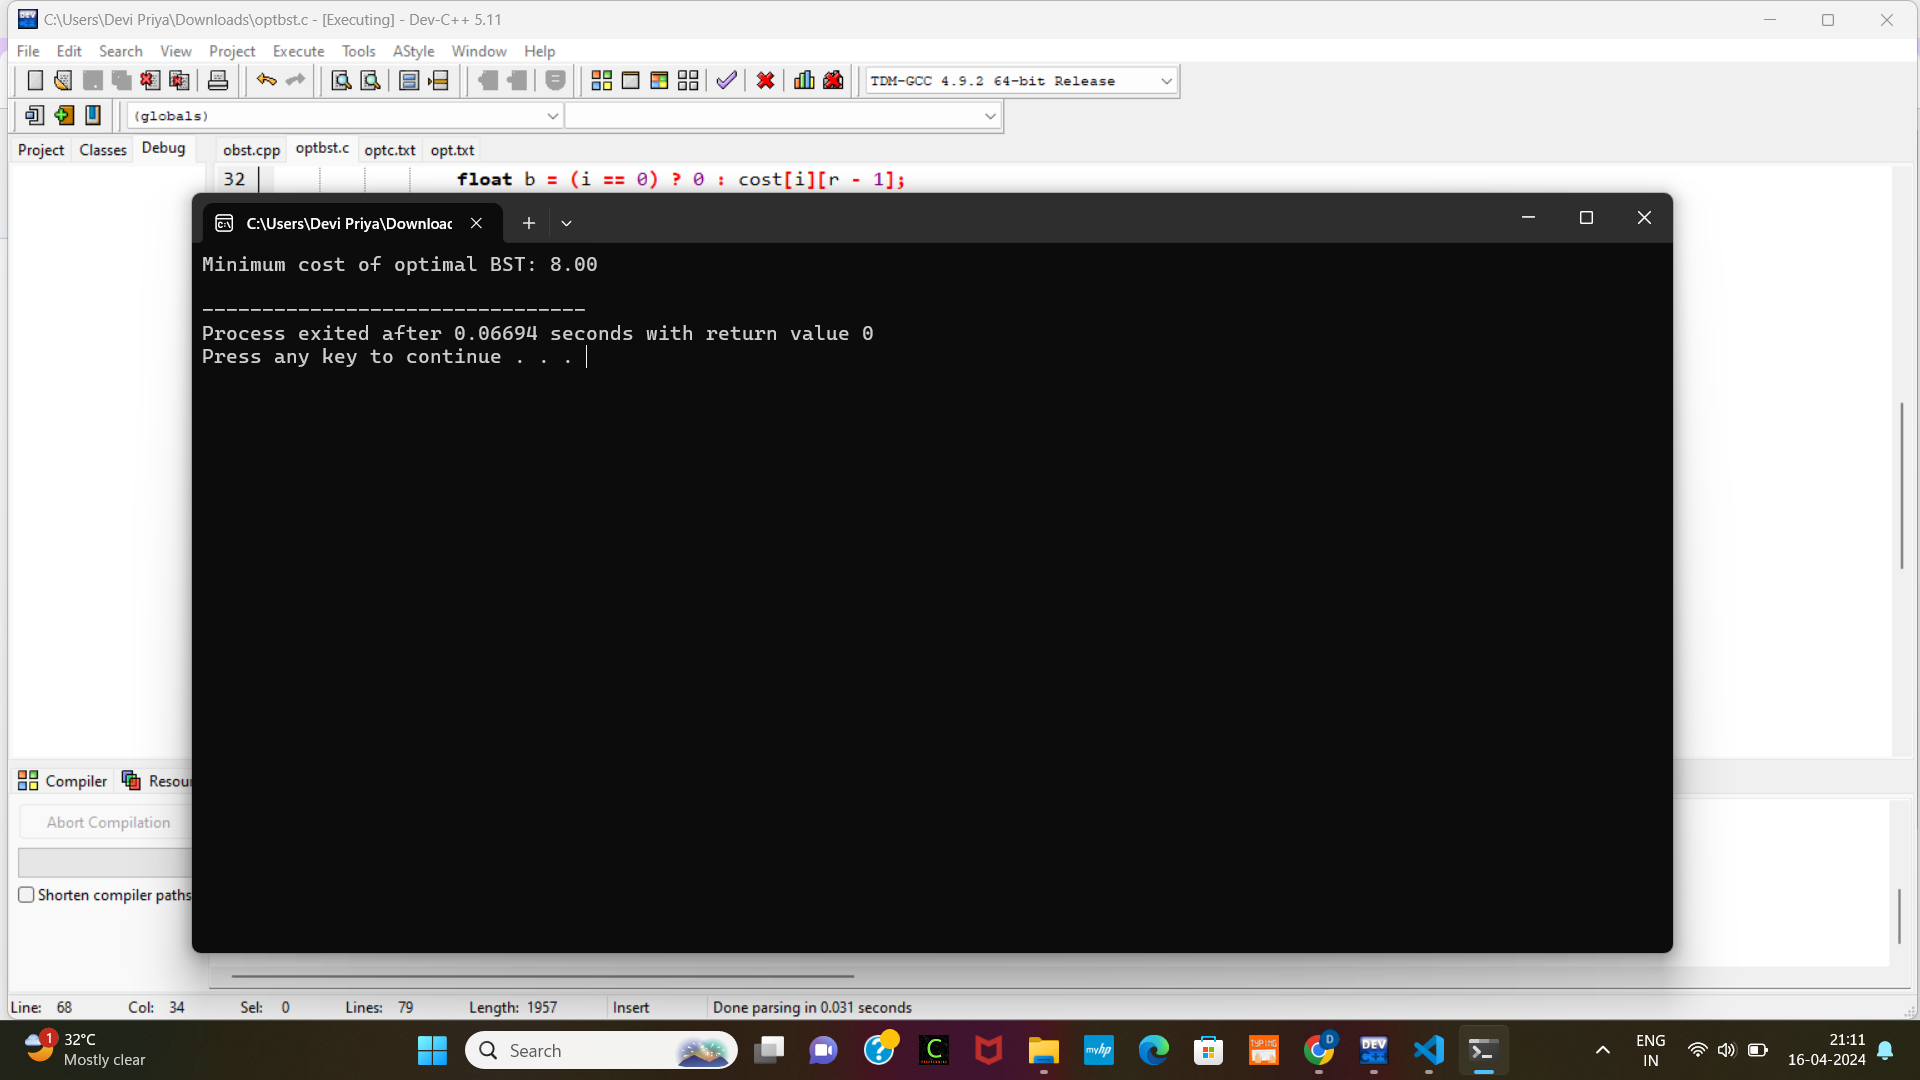 C:\Users\Devi Priya\Downloads\optbst.c - [Executing] - Dev-C++ 5.11
File Edit Search View Project Execute Tools AStyle Window Help
TDM-GCC 4.9.2 64-bit Release
(globals)
Project Classes Debug obst.cpp optbst.c optc.txt opt.txt
32 float b = (i == 0) ? 0 : cost[i][r - 1];
C:\Users\Devi Priya\Downloac
Minimum cost of optimal BST: 8.00
--------------------------------
Process exited after 0.06694 seconds with return value 0
Press any key to continue . . .
Compiler Resour
Abort Compilation
Shorten compiler paths
Line: 68 Col: 34 Sel: 0 Lines: 79 Length: 1957 Insert Done parsing in 0.031 seconds
1 32°C
Mostly clear
Search
myhp
TYPING
D
DEV
C++
ENG
IN
21:11
16-04-2024